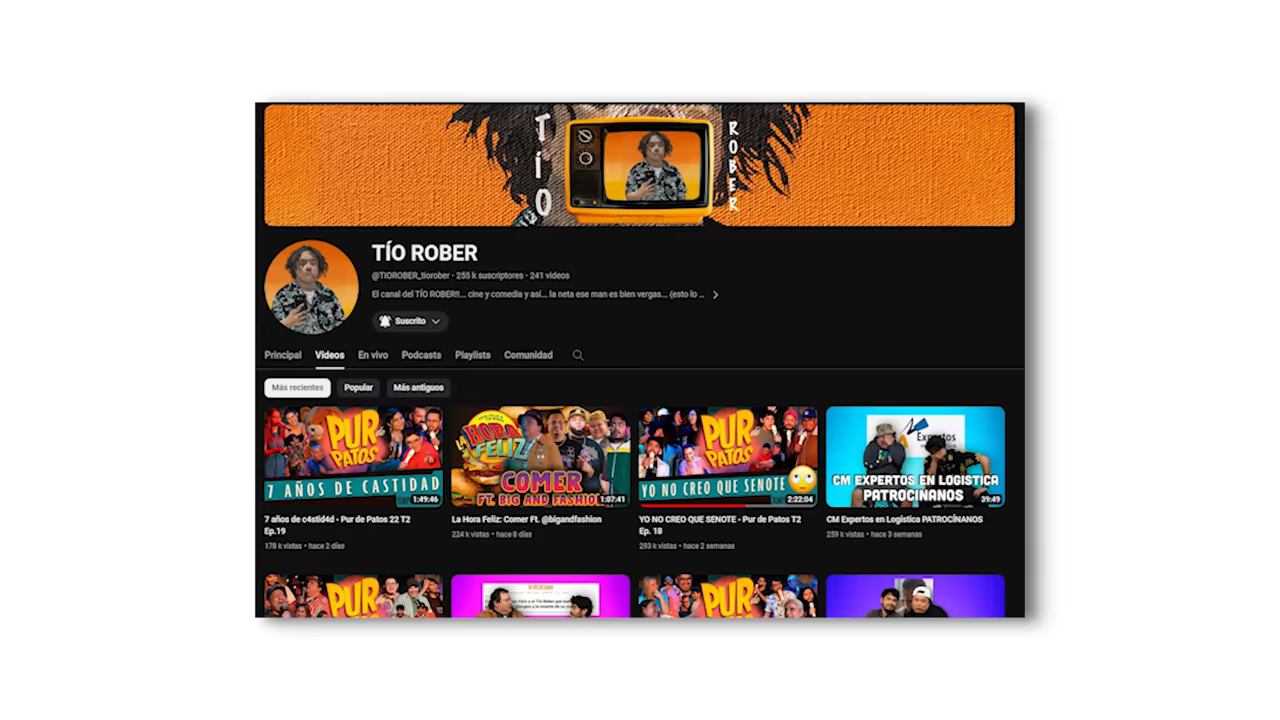 TÍO
ROBER
TÍO ROBER
@TIOROBER_tiorober · 255 k suscriptores · 241 videos
El canal del TÍO ROBER!!... cine y comedia y asi... la neta ese man es bien vergas... (esto lo ...
Suscrito
Principal Videos En vivo Podcasts Playlists Comunidad
Más recientes Popular Más antiguos
PUR
PATOS
7 AÑOS DE CASTIDAD
1:49:46
LA HORA
FELIZ
COMER
FT. BIG AND FASHION
1:07:41
PUR
PATOS
YO NO CREO QUE SENOTE
2:22:04
Expertos
CM EXPERTOS EN LOGISTICA
PATROCINANOS
39:49
7 años de c4stid4d - Pur de Patos 22 T2
Ep.19
178 k vistas • hace 2 días
La Hora Feliz: Comer Ft. @bigandfashion
224 k vistas • hace 8 días
YO NO CREO QUE SENOTE - Pur de Patos T2
Ep. 18
293 k vistas • hace 2 semanas
CM Expertos en Logística PATROCÍNANOS
259 k vistas • hace 3 semanas
PUR
infobae
PUR